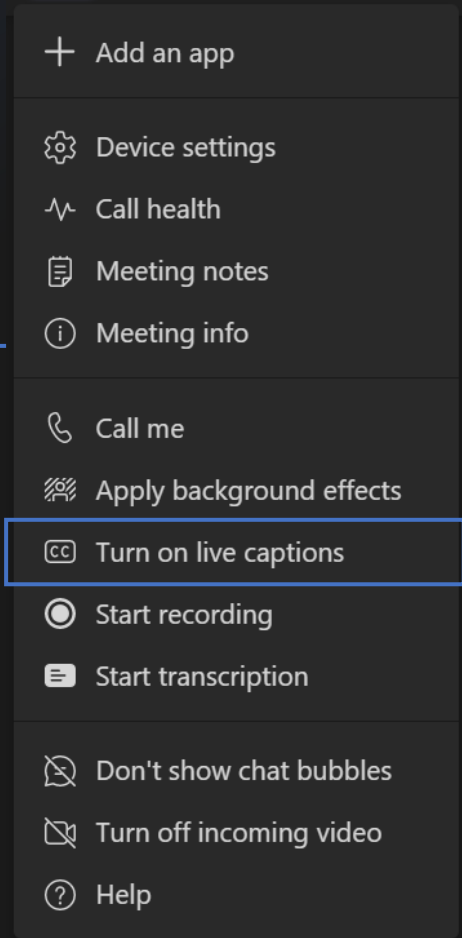 Add an app
Device settings
Call health
Meeting notes
Meeting info
Call me
Apply background effects
CC Turn on live captions
Start recording
Start transcription
Don't show chat bubbles
Turn off incoming video
Help